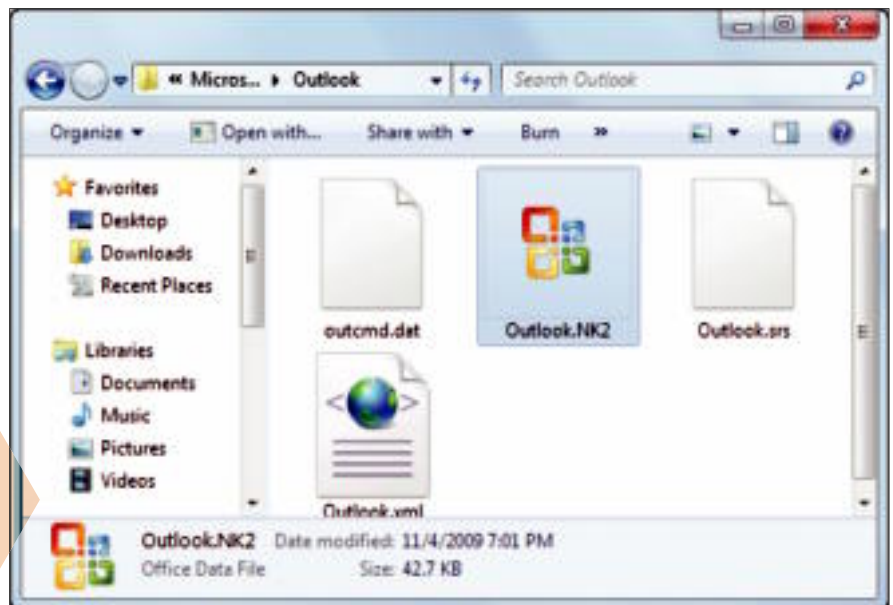 « Micros... ▸ Outlook
Search Outlook
Organize Open with... Share with Burn »
Favorites
Desktop
Downloads
Recent Places
Libraries
Documents
Music
Pictures
Videos
outcmd.dat Outlook.NK2 Outlook.srs
Outlook.xml
Outlook.NK2 Date modified: 11/4/2009 7:01 PM
Office Data File Size: 42.7 KB